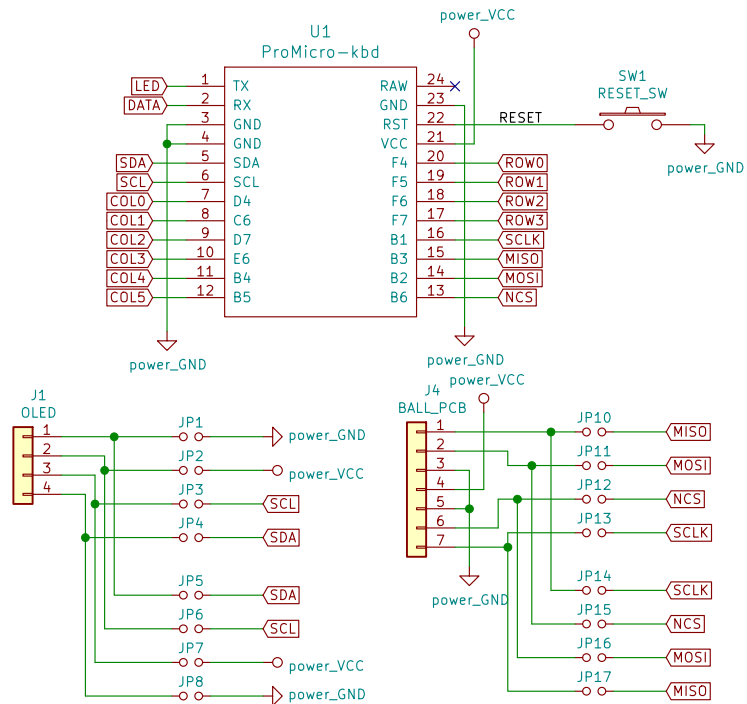 power_VCC
U1
ProMicro-kbd
LED 1 TX RAW 24
DATA 2 RX GND 23
3 GND RST 22 RESET
4 GND VCC 21
SDA 5 SDA F4 20 ROW0
SCL 6 SCL F5 19 ROW1
COL0 7 D4 F6 18 ROW2
COL1 8 C6 F7 17 ROW3
COL2 9 D7 B1 16 SCLK
COL3 10 E6 B3 15 MISO
COL4 11 B4 B2 14 MOSI
COL5 12 B5 B6 13 NCS
SW1
RESET_SW
power_GND
power_GND
power_GND
J1
OLED
1
2
3
4
JP1 power_GND
JP2 power_VCC
JP3 SCL
JP4 SDA
JP5 SDA
JP6 SCL
JP7 power_VCC
JP8 power_GND
power_VCC
J4
BALL_PCB
1
2
3
4
5
6
7
power_GND
JP10 MISO
JP11 MOSI
JP12 NCS
JP13 SCLK
JP14 SCLK
JP15 NCS
JP16 MOSI
JP17 MISO